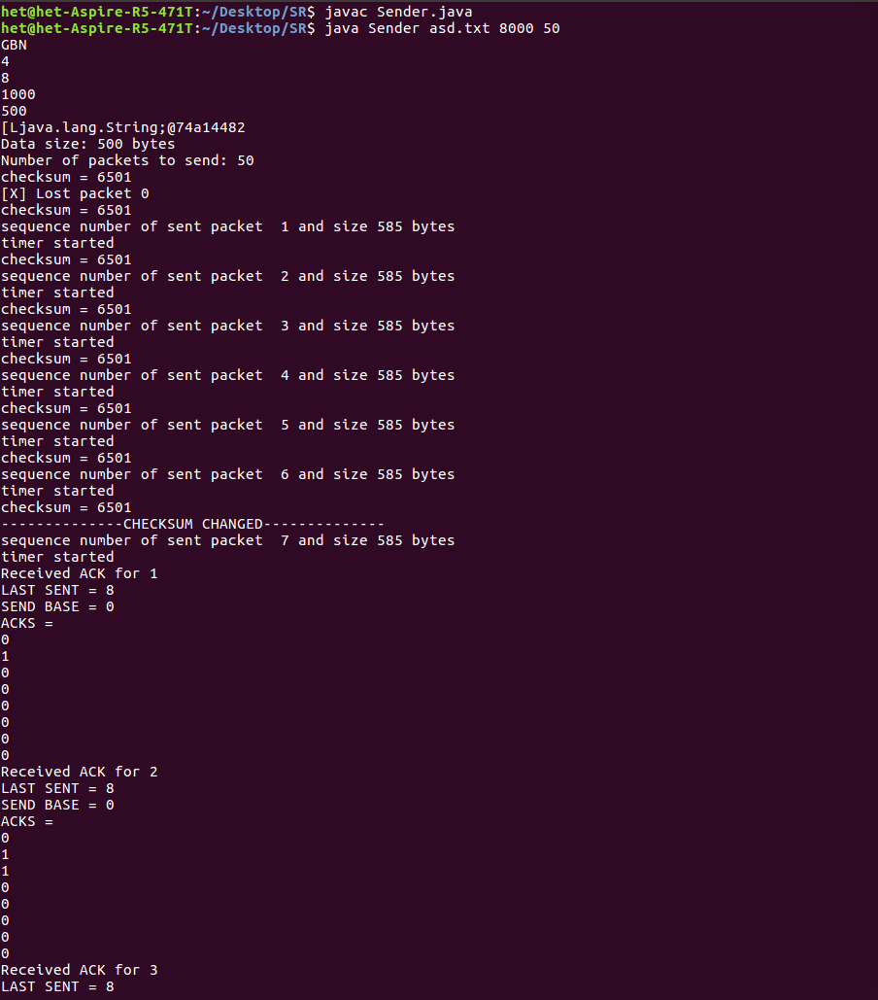 het@het-Aspire-R5-471T:~/Desktop/SR$ javac Sender.java
het@het-Aspire-R5-471T:~/Desktop/SR$ java Sender asd.txt 8000 50
GBN
4
8
1000
500
[Ljava.lang.String;@74a14482
Data size: 500 bytes
Number of packets to send: 50
checksum = 6501
[X] Lost packet 0
checksum = 6501
sequence number of sent packet  1 and size 585 bytes
timer started
checksum = 6501
sequence number of sent packet  2 and size 585 bytes
timer started
checksum = 6501
sequence number of sent packet  3 and size 585 bytes
timer started
checksum = 6501
sequence number of sent packet  4 and size 585 bytes
timer started
checksum = 6501
sequence number of sent packet  5 and size 585 bytes
timer started
checksum = 6501
sequence number of sent packet  6 and size 585 bytes
timer started
checksum = 6501
--------------CHECKSUM CHANGED--------------
sequence number of sent packet  7 and size 585 bytes
timer started
Received ACK for 1
LAST SENT = 8
SEND BASE = 0
ACKS =
0
1
0
0
0
0
0
0
Received ACK for 2
LAST SENT = 8
SEND BASE = 0
ACKS =
0
1
1
0
0
0
0
0
Received ACK for 3
LAST SENT = 8